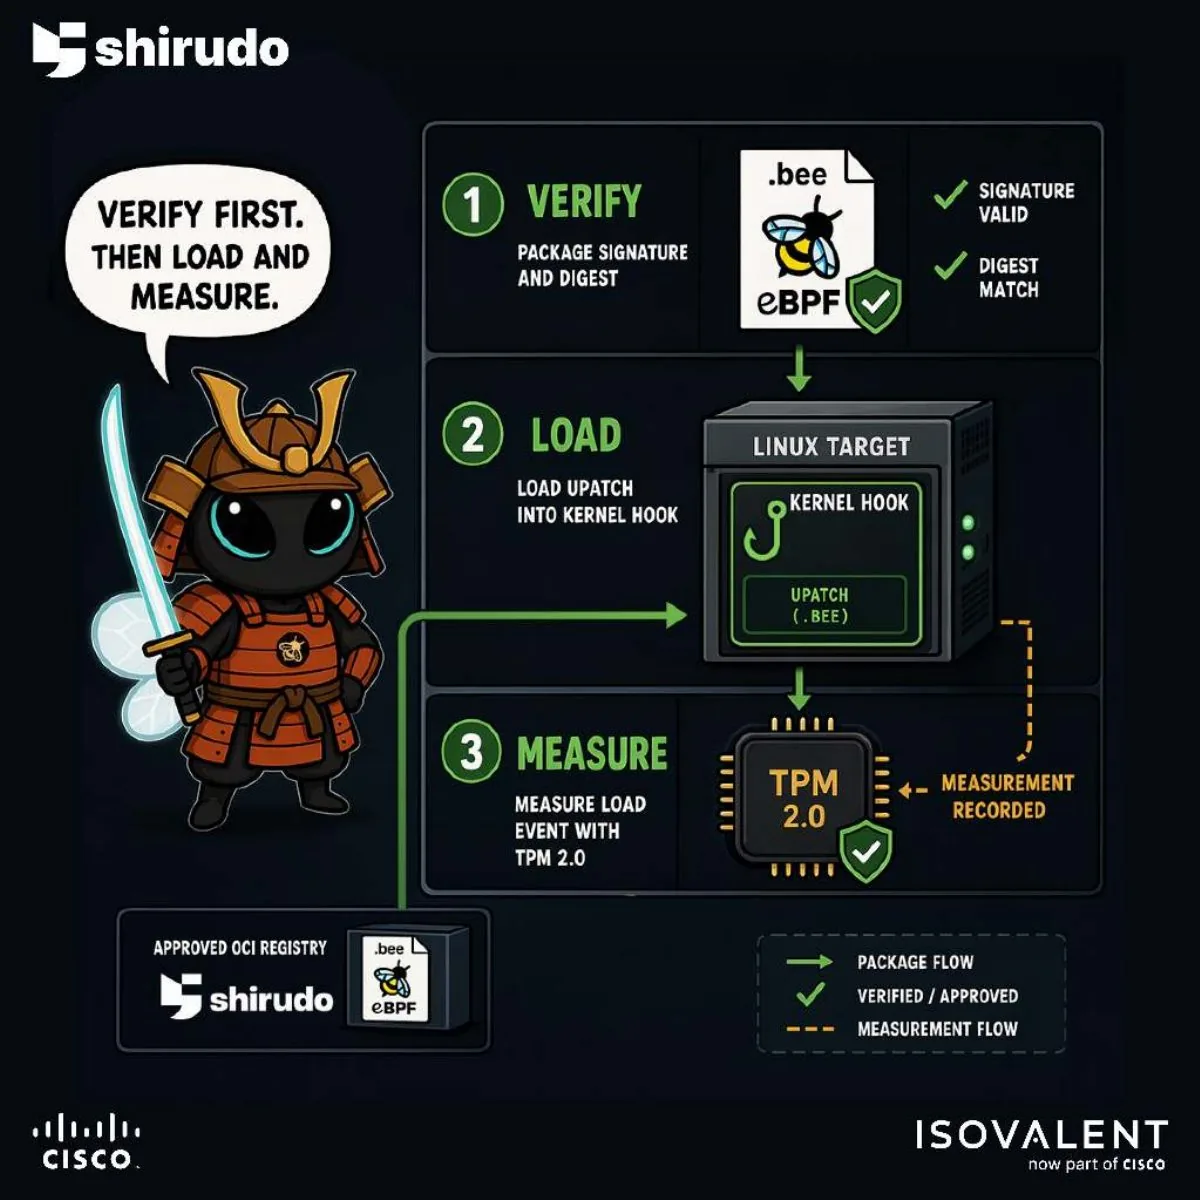 shirudo
VERIFY FIRST.
THEN LOAD AND
MEASURE.
1
VERIFY
PACKAGE SIGNATURE
AND DIGEST
.bee
eBPF
SIGNATURE
VALID
DIGEST
MATCH
2
LOAD
LOAD UPATCH
INTO KERNEL HOOK
LINUX TARGET
KERNEL HOOK
UPATCH
(.BEE)
3
MEASURE
MEASURE LOAD
EVENT WITH
TPM 2.0
TPM
2.0
MEASUREMENT
RECORDED
APPROVED OCI REGISTRY
shirudo
.bee
eBPF
PACKAGE FLOW
VERIFIED / APPROVED
MEASUREMENT FLOW
CISCO
ISOVALENT
now part of CISCO